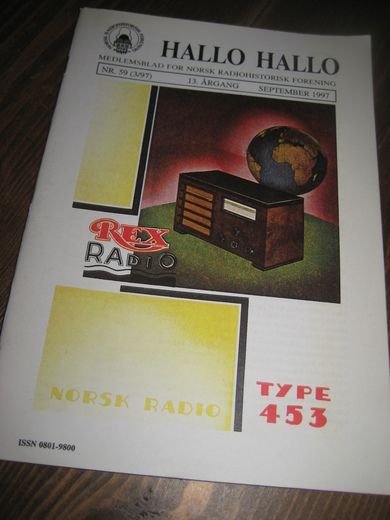 HALLO HALLO
MEDLEMSBLAD FOR NORSK RADIOHISTORISK FORENING
NR. 59 (3/97) 13. ÅRGANG SEPTEMBER 1997
REX
RADIO
NORSK RADIO
TYPE
453
ISSN 0801-9800